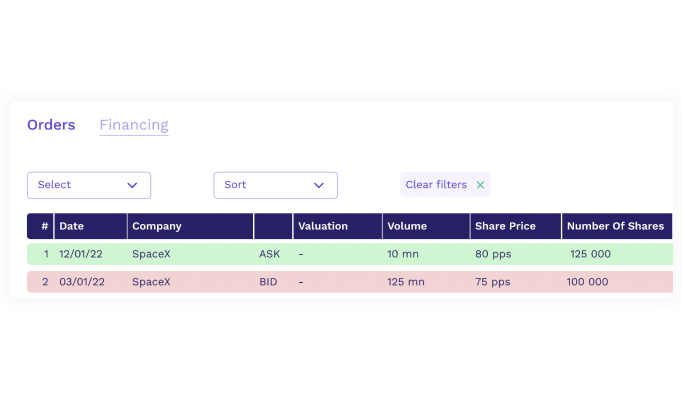 Orders Financing
Select Sort Clear filters ×
# Date Company Valuation Volume Share Price Number Of Shares
1 12/01/22 SpaceX ASK - 10 mn 80 pps 125 000
2 03/01/22 SpaceX BID - 125 mn 75 pps 100 000